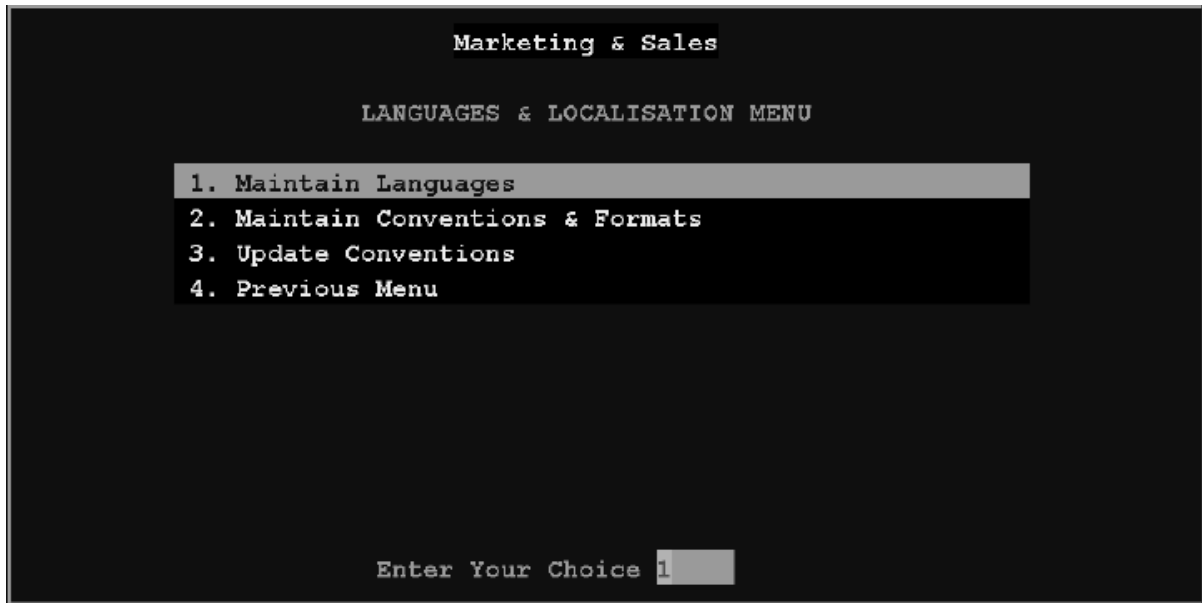 Marketing & Sales
LANGUAGES & LOCALISATION MENU
1. Maintain Languages
2. Maintain Conventions & Formats
3. Update Conventions
4. Previous Menu
Enter Your Choice 1